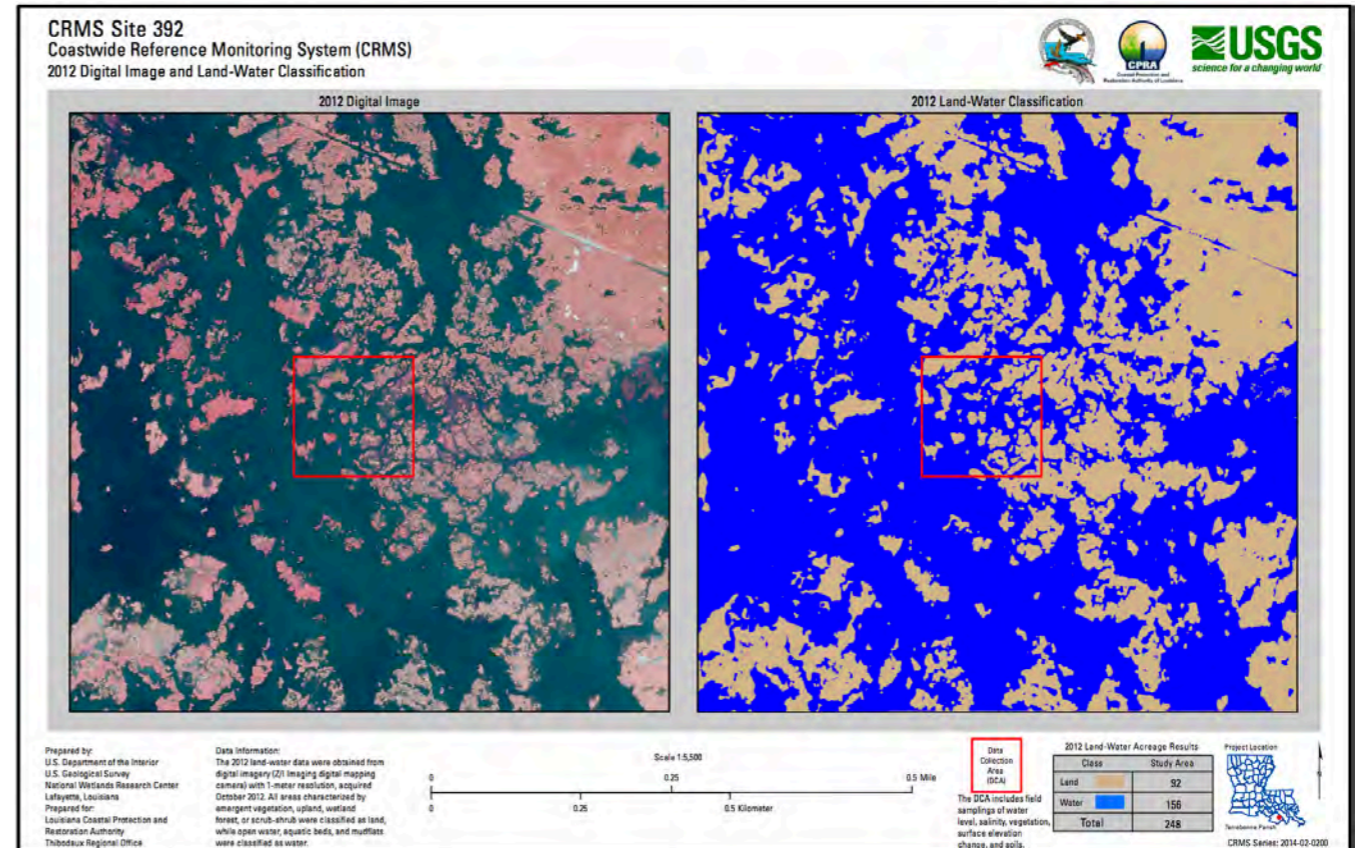 CRMS Site 392
Coastwide Reference Monitoring System (CRMS)
2012 Digital Image and Land-Water Classification
CPRA
Coastal Protection and
Restoration Authority of Louisiana
USGS
science for a changing world
2012 Digital Image
2012 Land-Water Classification
Prepared by:
U.S. Department of the Interior
U.S. Geological Survey
National Wetlands Research Center
Lafayette, Louisiana
Prepared for:
Louisiana Coastal Protection and
Restoration Authority
Thibodaux Regional Office
Data Information:
The 2012 land-water data were obtained from
digital imagery (Z/I Imaging digital mapping
camera) with 1-meter resolution, acquired
October 2012. All areas characterized by
emergent vegetation, upland, wetland
forest, or scrub-shrub were classified as land,
while open water, aquatic beds, and mudflats
were classified as water.
Scale 1:5,500
0 0.25 0.5 Mile
0 0.25 0.5 Kilometer
Data
Collection
Area
(DCA)
The DCA includes field
samplings of water
level, salinity, vegetation,
surface elevation
change, and soils.
2012 Land-Water Acreage Results
Class Study Area
Land 92
Water 156
Total 248
Project Location
Terrebonne Parish
CRMS Series: 2014-02-0200